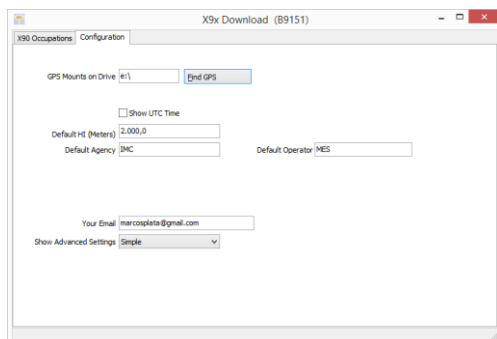 X9x Download (B9151)
X90 Occupations Configuration
GPS Mounts on Drive e:\ Find GPS
Show UTC Time
Default HI (Meters) 2.000,0
Default Agency IMC Default Operator MES
Your Email marcosplata@gmail.com
Show Advanced Settings Simple